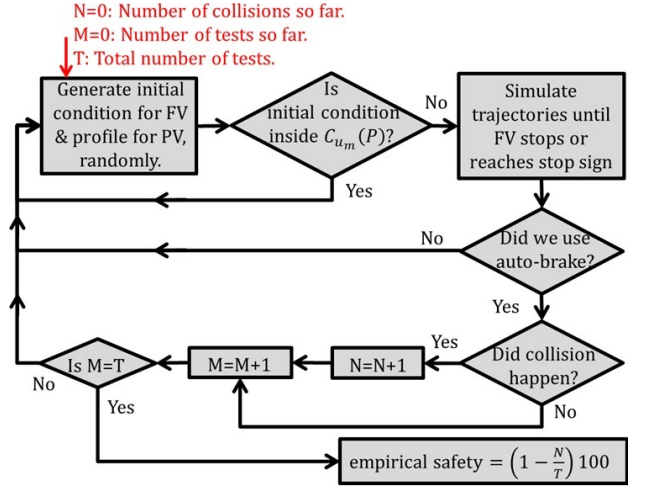 N=0: Number of collisions so far.
M=0: Number of tests so far.
T: Total number of tests.
Generate initial
condition for FV
& profile for PV,
randomly.
Is
initial condition
inside C_{u_m}(P)?
No
Simulate
trajectories until
FV stops or
reaches stop sign
Yes
No
Did we use
auto-brake?
Yes
Did collision
happen?
Yes
N=N+1
M=M+1
Is M=T
No
Yes
No
empirical safety = (1 − N/T) 100